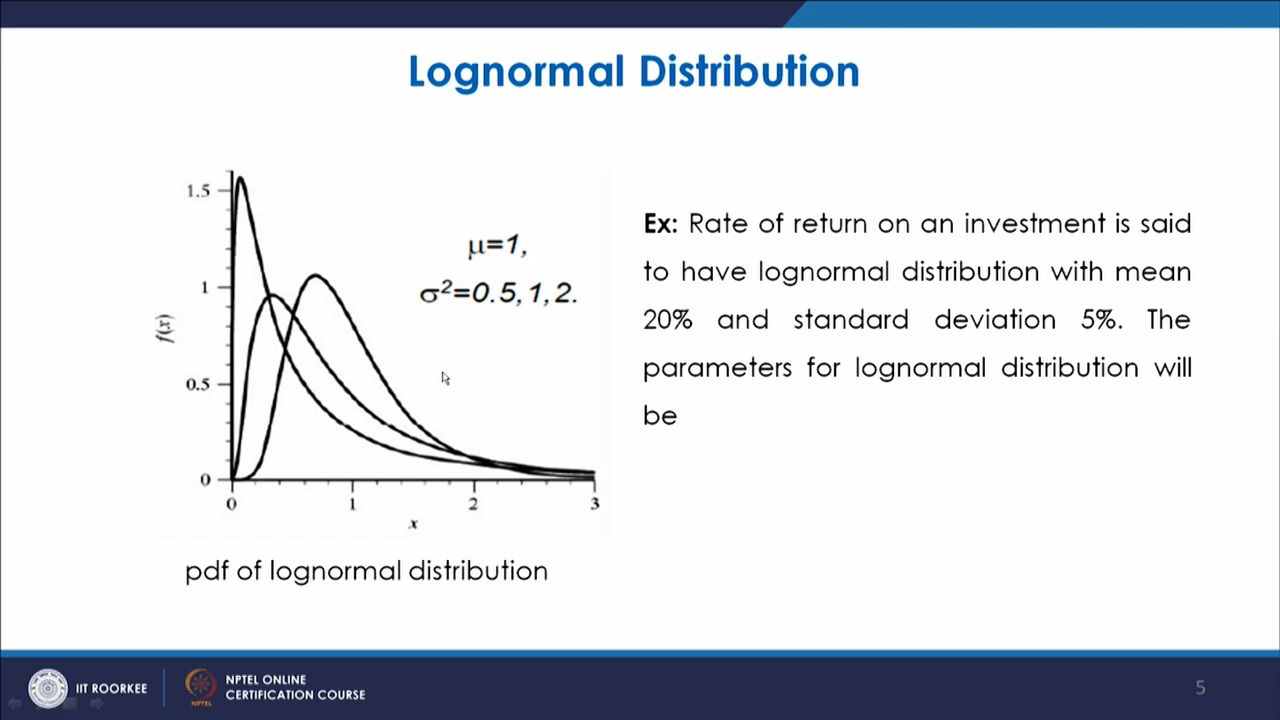 Lognormal Distribution
1.5
1
0.5
0
f(x)
0 1 2 3
x
μ=1,
σ²=0.5,1,2.
pdf of lognormal distribution
Ex: Rate of return on an investment is said
to have lognormal distribution with mean
20% and standard deviation 5%. The
parameters for lognormal distribution will
be
IIT ROORKEE
NPTEL ONLINE
CERTIFICATION COURSE
NPTEL
5